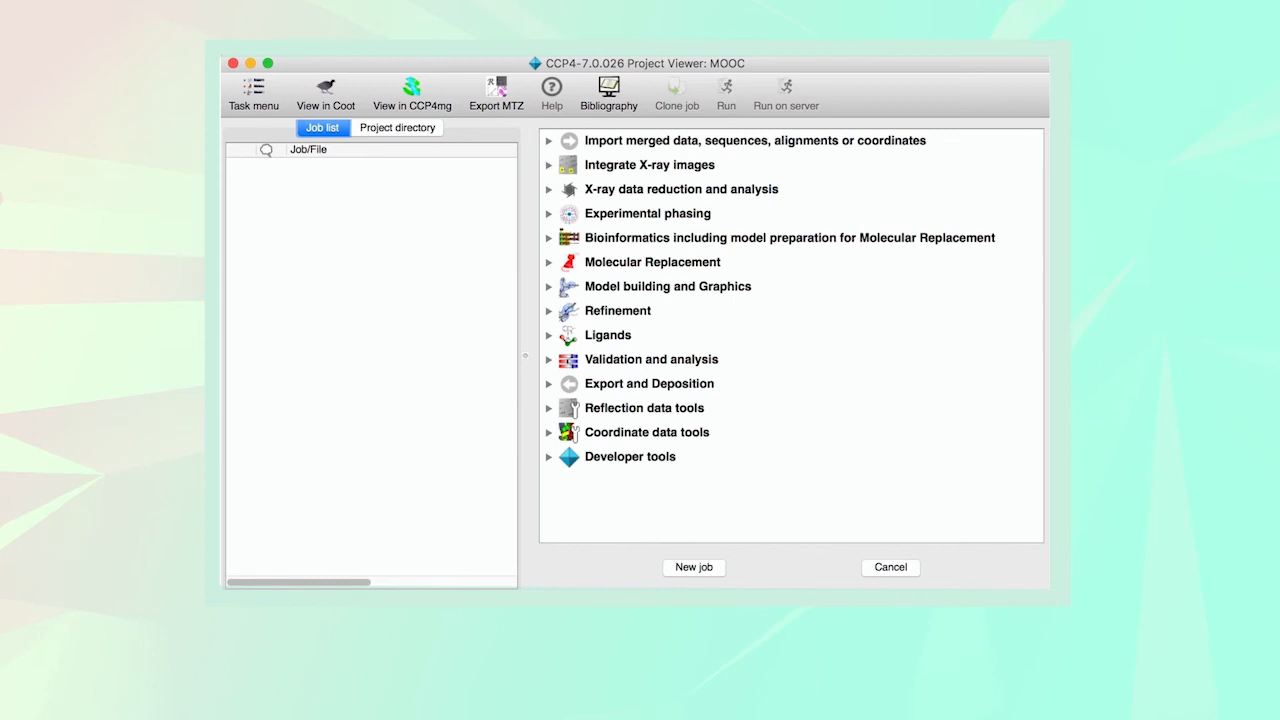 CCP4-7.0.026 Project Viewer: MOOC
Task menu View in Coot View in CCP4mg Export MTZ Help Bibliography Clone job Run Run on server
Job list Project directory
Job/File
Import merged data, sequences, alignments or coordinates
Integrate X-ray images
X-ray data reduction and analysis
Experimental phasing
Bioinformatics including model preparation for Molecular Replacement
Molecular Replacement
Model building and Graphics
Refinement
Ligands
Validation and analysis
Export and Deposition
Reflection data tools
Coordinate data tools
Developer tools
New job Cancel